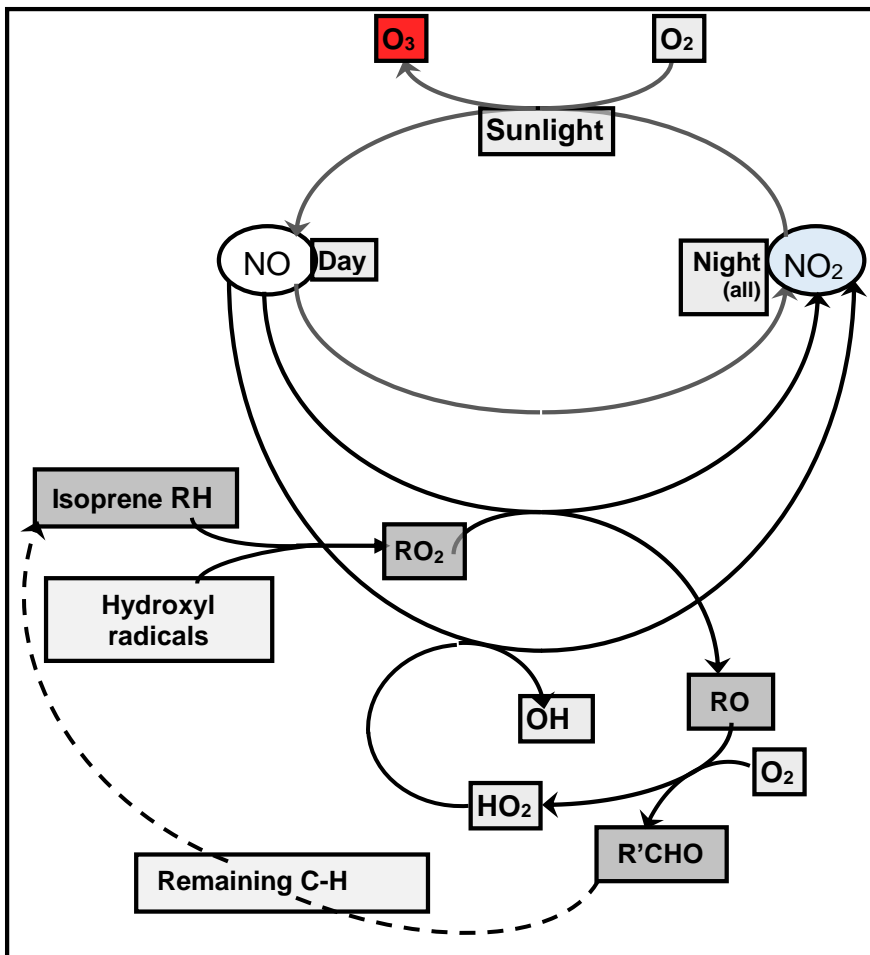 O₃
O₂
Sunlight
NO
Day
Night
(all)
NO₂
Isoprene RH
RO₂
Hydroxyl
radicals
RO
OH
O₂
HO₂
R’CHO
Remaining C-H